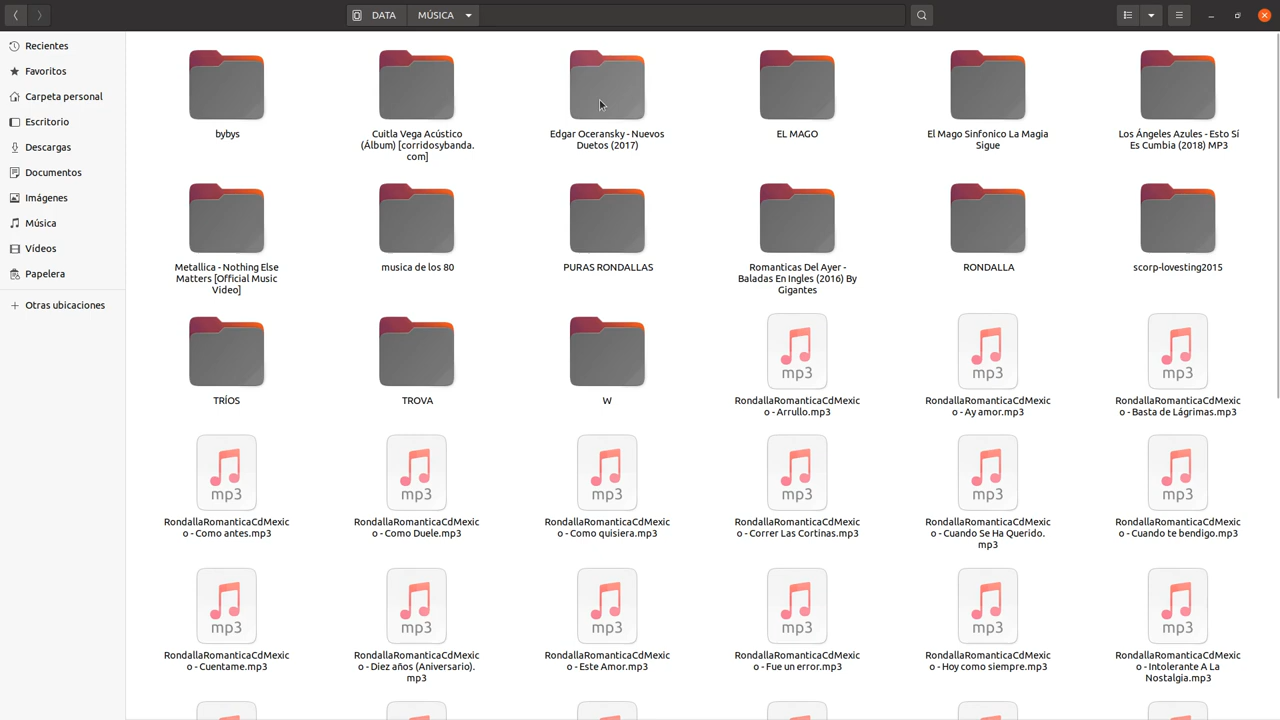 DATA
MÚSICA
Recientes
Favoritos
Carpeta personal
Escritorio
Descargas
Documentos
Imágenes
Música
Vídeos
Papelera
Otras ubicaciones
bybys
Cuitla Vega Acústico
(Álbum) [corridosybanda.
com]
Edgar Oceransky - Nuevos
Duetos (2017)
EL MAGO
El Mago Sinfonico La Magia
Sigue
Los Ángeles Azules - Esto Sí
Es Cumbia (2018) MP3
Metallica - Nothing Else
Matters [Official Music
Video]
musica de los 80
PURAS RONDALLAS
Romanticas Del Ayer -
Baladas En Ingles (2016) By
Gigantes
RONDALLA
scorp-lovesting2015
TRÍOS
TROVA
W
mp3
RondallaRomanticaCdMexic
o - Arrullo.mp3
mp3
RondallaRomanticaCdMexic
o - Ay amor.mp3
mp3
RondallaRomanticaCdMexic
o - Basta de Lágrimas.mp3
mp3
RondallaRomanticaCdMexic
o - Como antes.mp3
mp3
RondallaRomanticaCdMexic
o - Como Duele.mp3
mp3
RondallaRomanticaCdMexic
o - Como quisiera.mp3
mp3
RondallaRomanticaCdMexic
o - Correr Las Cortinas.mp3
mp3
RondallaRomanticaCdMexic
o - Cuando Se Ha Querido.
mp3
mp3
RondallaRomanticaCdMexic
o - Cuando te bendigo.mp3
mp3
RondallaRomanticaCdMexic
o - Cuentame.mp3
mp3
RondallaRomanticaCdMexic
o - Diez años (Aniversario).
mp3
mp3
RondallaRomanticaCdMexic
o - Este Amor.mp3
mp3
RondallaRomanticaCdMexic
o - Fue un error.mp3
mp3
RondallaRomanticaCdMexic
o - Hoy como siempre.mp3
mp3
RondallaRomanticaCdMexic
o - Intolerante A La
Nostalgia.mp3